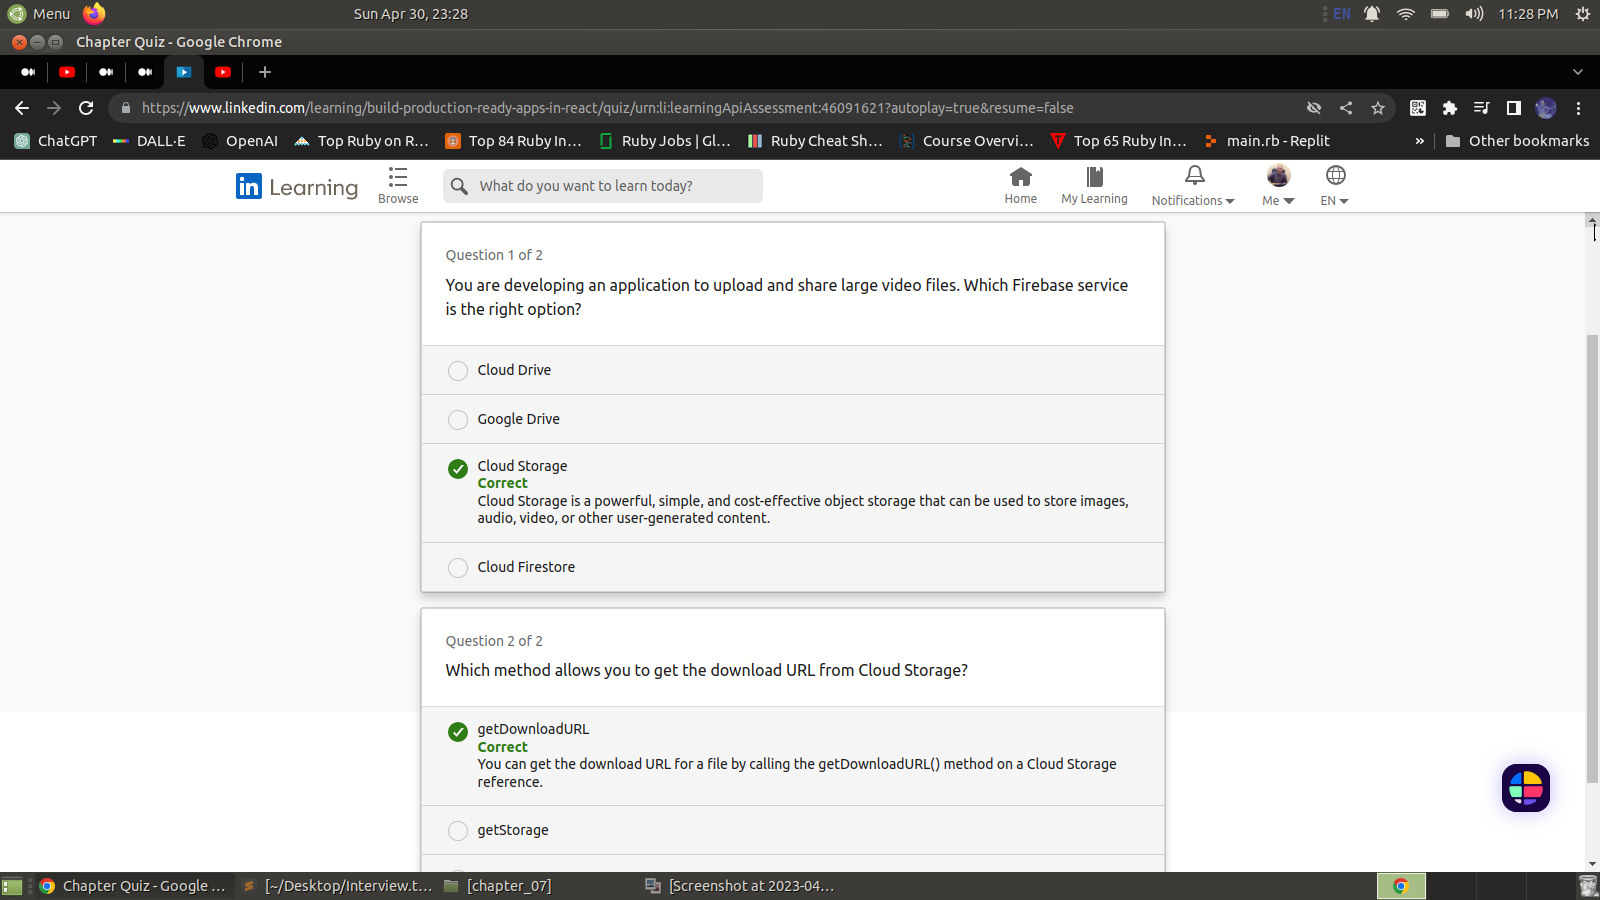 Menu
Sun Apr 30, 23:28
EN
11:28 PM
Chapter Quiz - Google Chrome
https://www.linkedin.com/learning/build-production-ready-apps-in-react/quiz/urn:li:learningApiAssessment:46091621?autoplay=true&resume=false
ChatGPT
DALL·E
OpenAI
Top Ruby on R...
Top 84 Ruby In...
Ruby Jobs | Gl...
Ruby Cheat Sh...
Course Overvi...
Top 65 Ruby In...
main.rb - Replit
»
Other bookmarks
in Learning
Browse
What do you want to learn today?
Home
My Learning
Notifications
Me
EN
Question 1 of 2
You are developing an application to upload and share large video files. Which Firebase service
is the right option?
Cloud Drive
Google Drive
Cloud Storage
Correct
Cloud Storage is a powerful, simple, and cost-effective object storage that can be used to store images,
audio, video, or other user-generated content.
Cloud Firestore
Question 2 of 2
Which method allows you to get the download URL from Cloud Storage?
getDownloadURL
Correct
You can get the download URL for a file by calling the getDownloadURL() method on a Cloud Storage
reference.
getStorage
Chapter Quiz - Google ...
[~/Desktop/Interview.t...
[chapter_07]
[Screenshot at 2023-04...